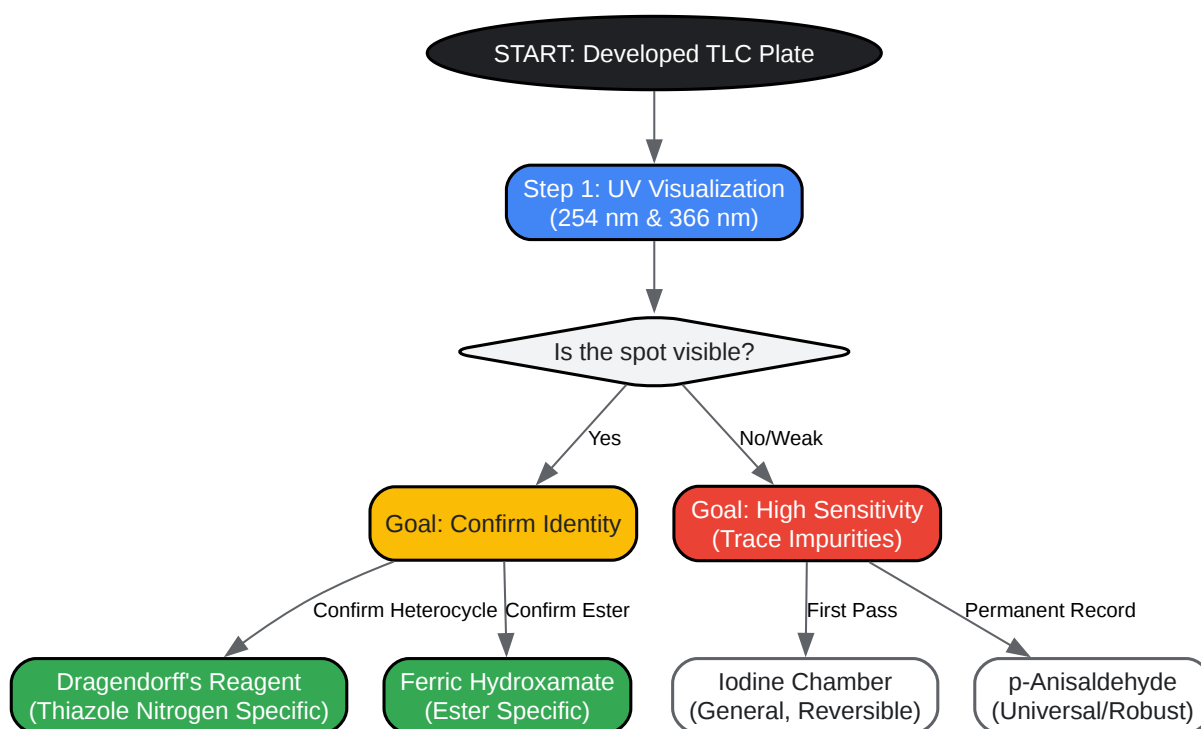 START: Developed TLC Plate
Step 1: UV Visualization
(254 nm & 366 nm)
Is the spot visible?
Yes
No/Weak
Goal: Confirm Identity
Goal: High Sensitivity
(Trace Impurities)
Confirm Heterocycle
Confirm Ester
First Pass
Permanent Record
Dragendorff's Reagent
(Thiazole Nitrogen Specific)
Ferric Hydroxamate
(Ester Specific)
Iodine Chamber
(General, Reversible)
p-Anisaldehyde
(Universal/Robust)